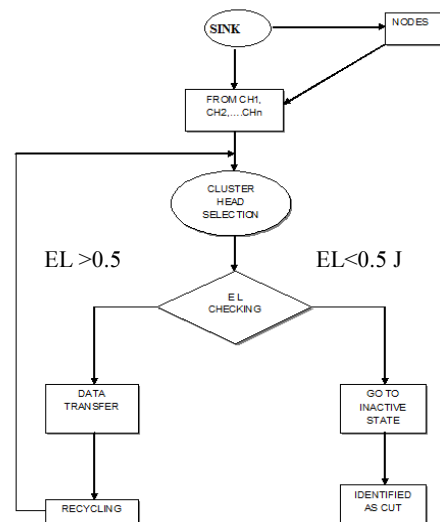 SINK
NODES
FROM CH1,
CH2,....CHn
CLUSTER
HEAD
SELECTION
EL >0.5
EL<0.5 J
E L
CHECKING
DATA
TRANSFER
GO TO
INACTIVE
STATE
RECYCLING
IDENTIFIED
AS CUT